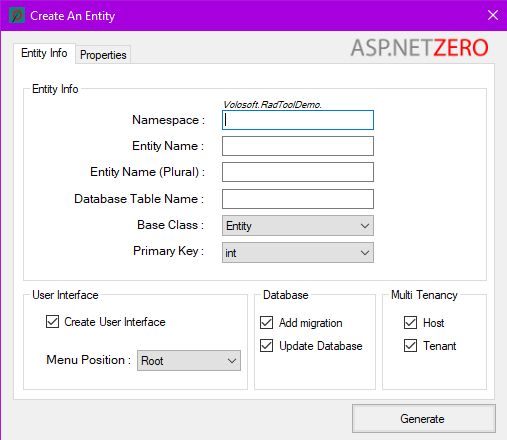 Create An Entity
ASP.NETZERO
Entity Info Properties
Entity Info
Volosoft.RadToolDemo.
Namespace :
Entity Name :
Entity Name (Plural) :
Database Table Name :
Base Class : Entity
Primary Key : int
User Interface
Create User Interface
Menu Position : Root
Database
Add migration
Update Database
Multi Tenancy
Host
Tenant
Generate